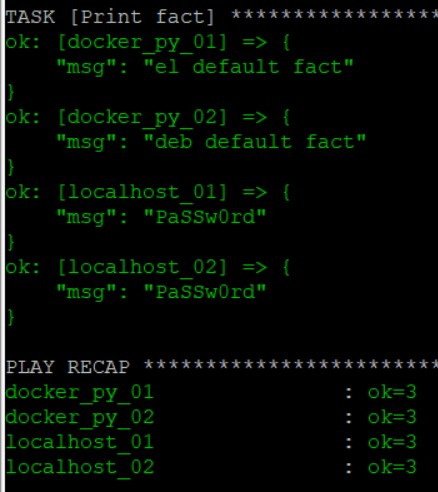 TASK [Print fact] *****************
ok: [docker_py_01] => {
    "msg": "el default fact"
}
ok: [docker_py_02] => {
    "msg": "deb default fact"
}
ok: [localhost_01] => {
    "msg": "PaSSw0rd"
}
ok: [localhost_02] => {
    "msg": "PaSSw0rd"
}
PLAY RECAP ************************
docker_py_01               : ok=3
docker_py_02               : ok=3
localhost_01               : ok=3
localhost_02               : ok=3